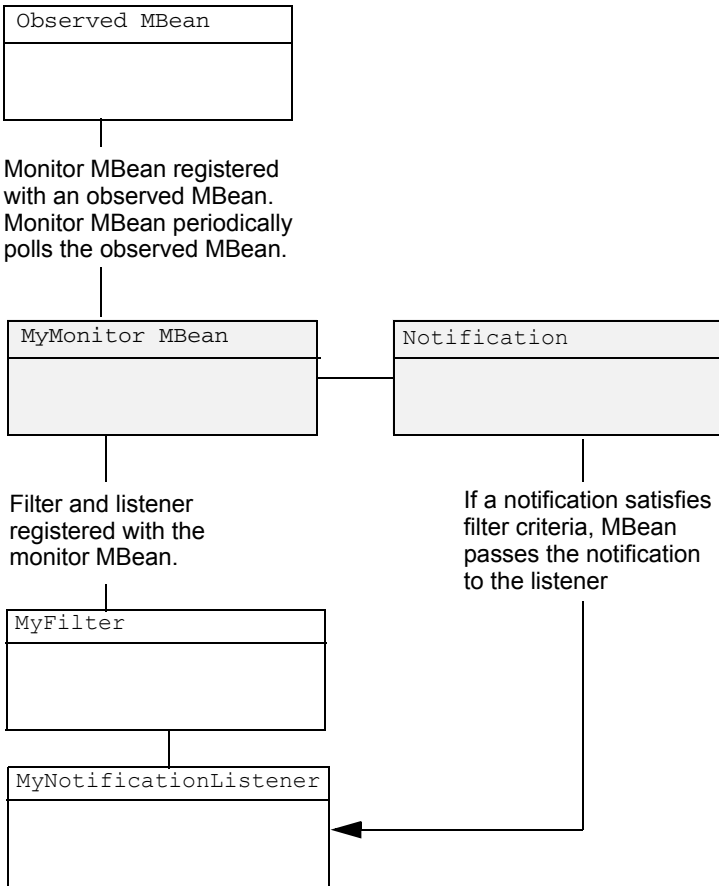 Observed MBean
Monitor MBean registered
with an observed MBean.
Monitor MBean periodically
polls the observed MBean.
MyMonitor MBean
Notification
Filter and listener
registered with the
monitor MBean.
If a notification satisfies
filter criteria, MBean
passes the notification
to the listener
MyFilter
MyNotificationListener